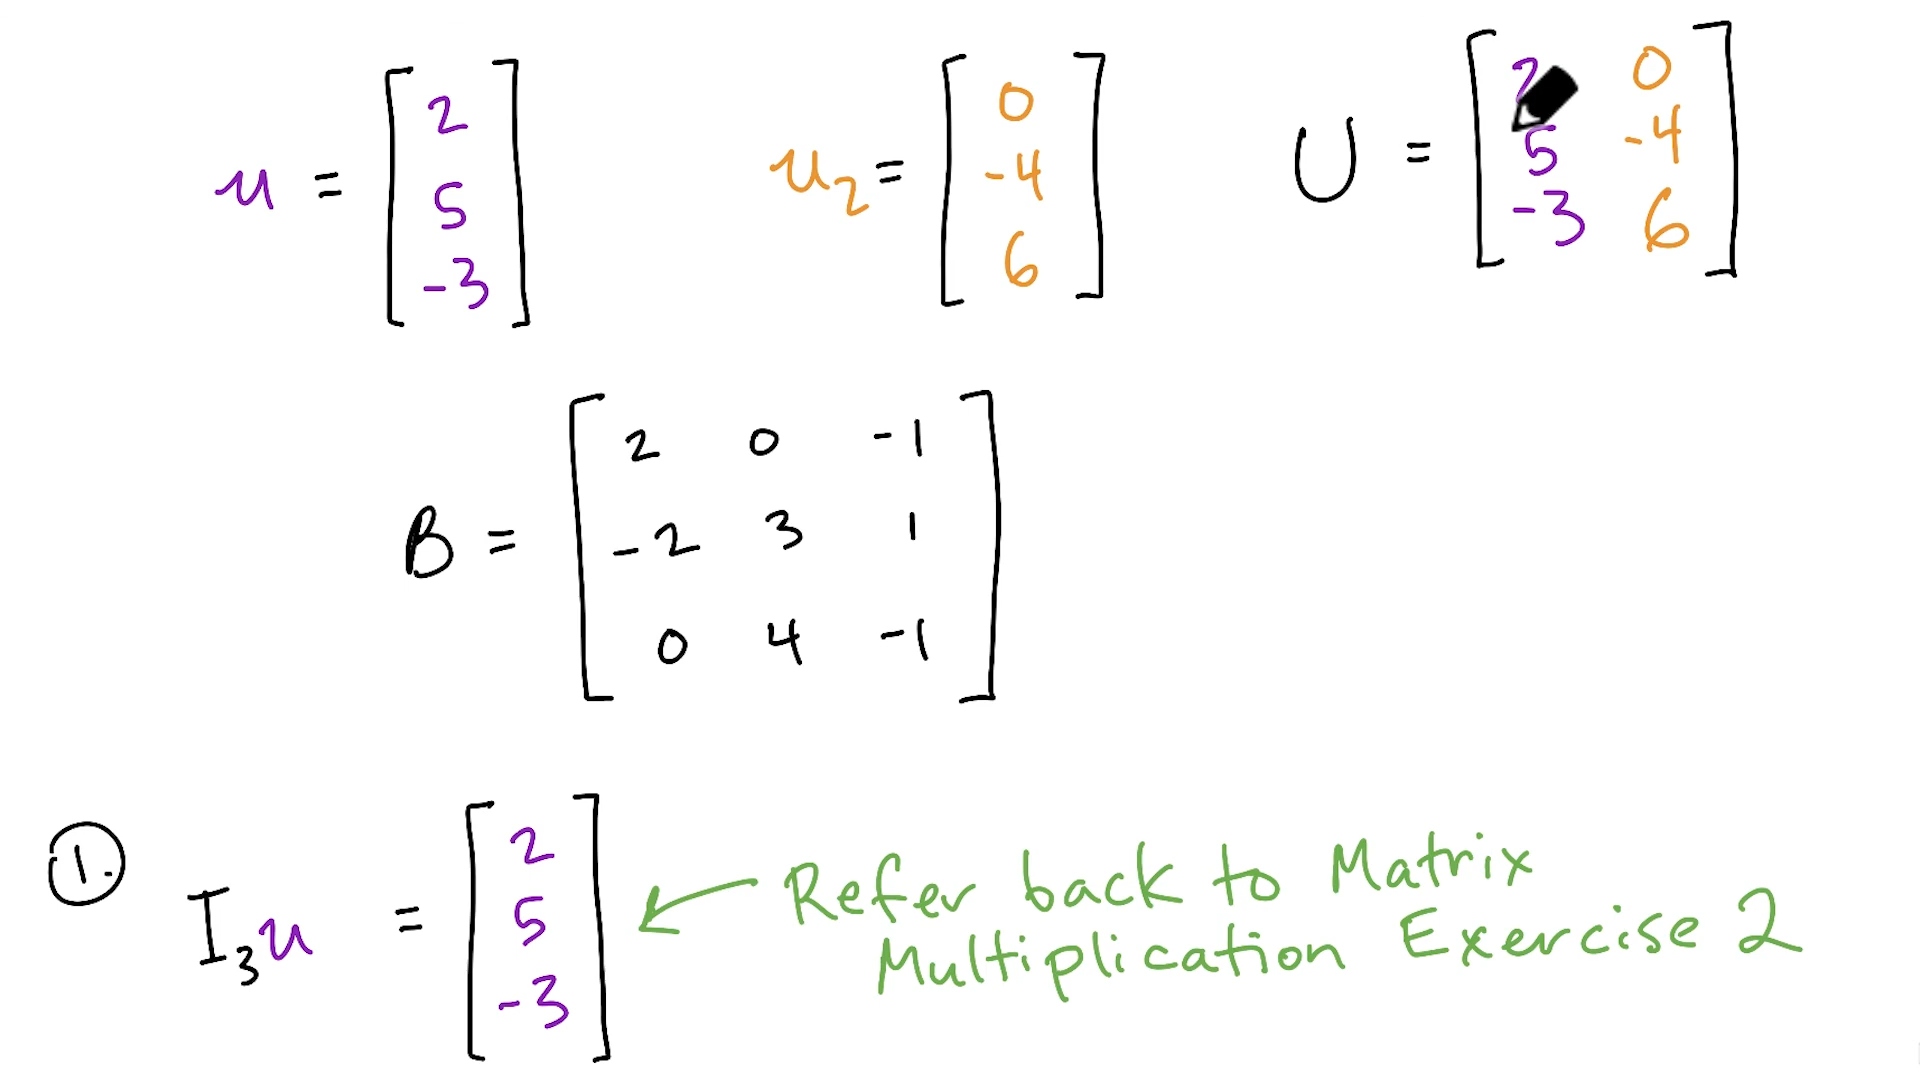 u = [2 5 -3]
u₂ = [0 -4 6]
U = [2 0
5 -4
-3 6]
B = [2 0 -1
-2 3 1
0 4 -1]
1. I₃u = [2 5 -3]
Refer back to Matrix
Multiplication Exercise 2